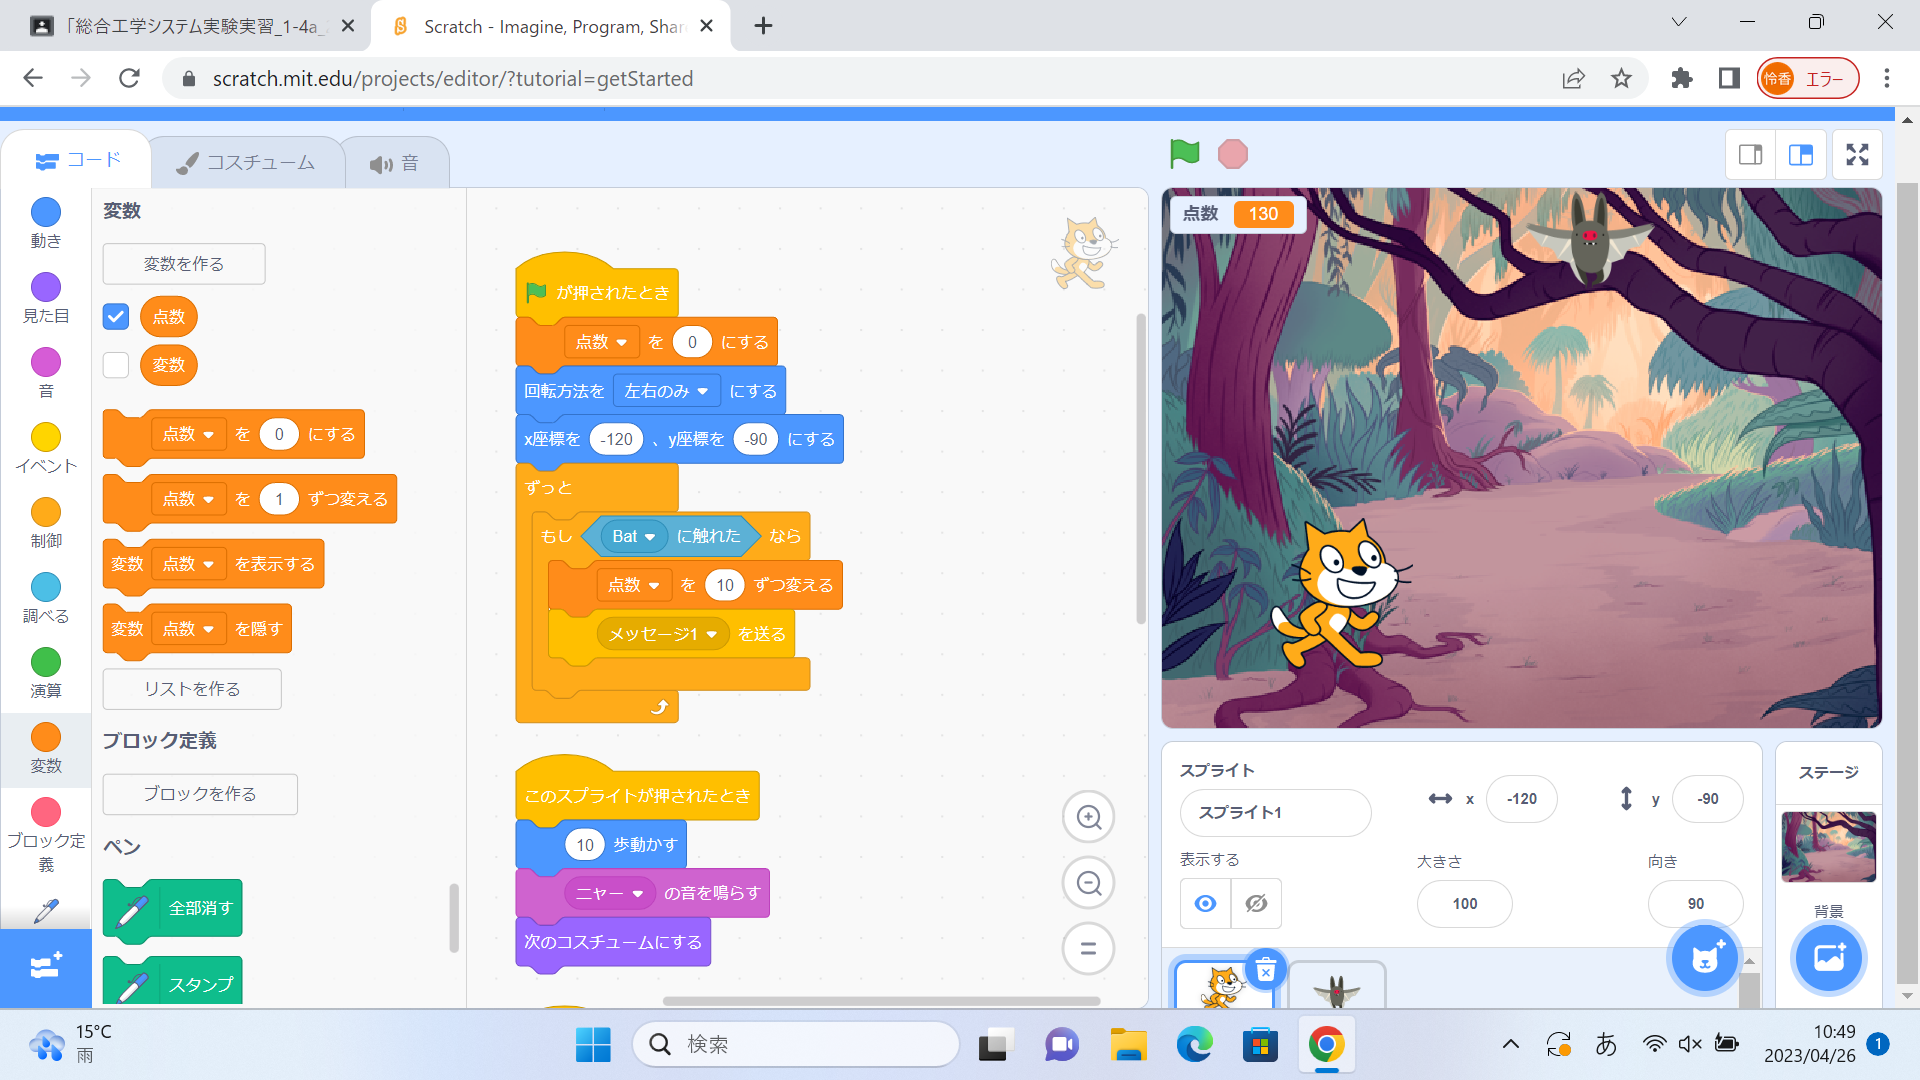 「総合工学システム実験実習_1-4a_
Scratch - Imagine, Program, Shar
scratch.mit.edu/projects/editor/?tutorial=getStarted
怜香 エラー
コード
コスチューム
音
動き
見た目
音
イベント
制御
調べる
演算
変数
ブロック定
義
変数
変数を作る
点数
変数
点数 を 0 にする
点数 を 1 ずつ変える
変数 点数 を表示する
変数 点数 を隠す
リストを作る
ブロック定義
ブロックを作る
ペン
全部消す
スタンプ
が押されたとき
点数 を 0 にする
回転方法を 左右のみ にする
x座標を -120 、y座標を -90 にする
ずっと
もし Bat に触れた なら
点数 を 10 ずつ変える
メッセージ1 を送る
このスプライトが押されたとき
10 歩動かす
ニャー の音を鳴らす
次のコスチュームにする
点数 130
スプライト
スプライト1
x -120
y -90
表示する
大きさ
100
向き
90
ステージ
背景
15°C
雨
検索
あ
10:49
2023/04/26
1